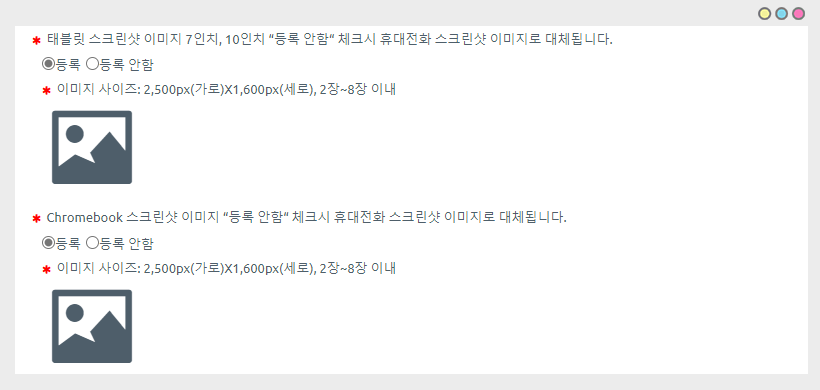 ✱ 태블릿 스크린샷 이미지 7인치, 10인치 “등록 안함“ 체크시 휴대전화 스크린샷 이미지로 대체됩니다.
등록 등록 안함
✱ 이미지 사이즈: 2,500px(가로)X1,600px(세로), 2장~8장 이내
✱ Chromebook 스크린샷 이미지 “등록 안함“ 체크시 휴대전화 스크린샷 이미지로 대체됩니다.
등록 등록 안함
✱ 이미지 사이즈: 2,500px(가로)X1,600px(세로), 2장~8장 이내